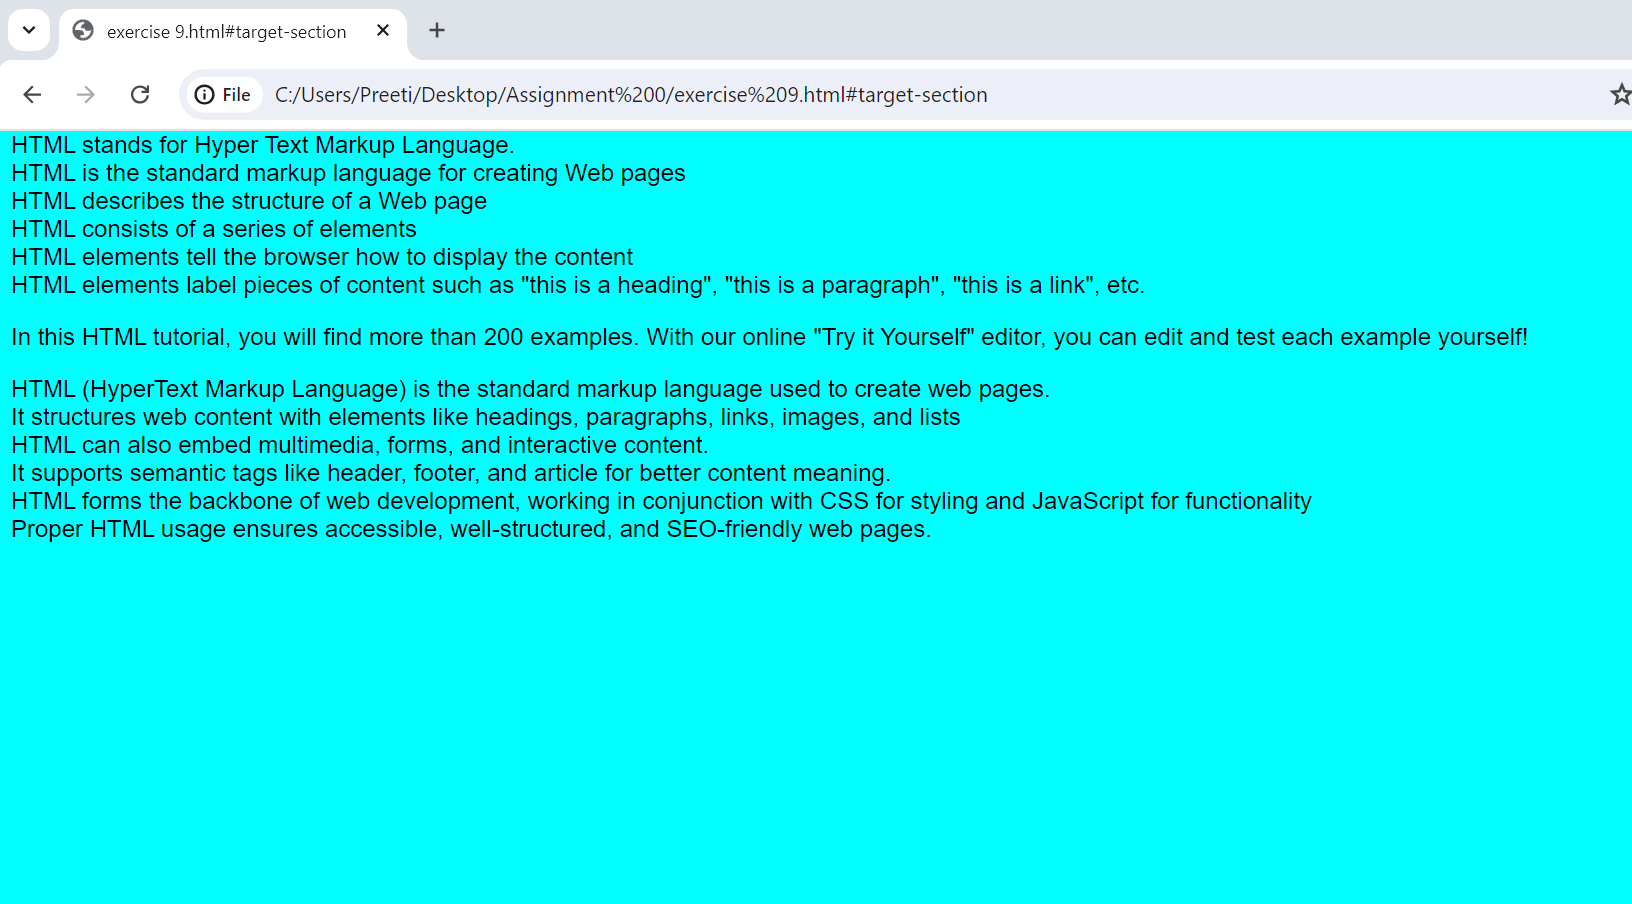 exercise 9.html#target-section
File
C:/Users/Preeti/Desktop/Assignment%200/exercise%209.html#target-section
HTML stands for Hyper Text Markup Language.
HTML is the standard markup language for creating Web pages
HTML describes the structure of a Web page
HTML consists of a series of elements
HTML elements tell the browser how to display the content
HTML elements label pieces of content such as "this is a heading", "this is a paragraph", "this is a link", etc.
In this HTML tutorial, you will find more than 200 examples. With our online "Try it Yourself" editor, you can edit and test each example yourself!
HTML (HyperText Markup Language) is the standard markup language used to create web pages.
It structures web content with elements like headings, paragraphs, links, images, and lists
HTML can also embed multimedia, forms, and interactive content.
It supports semantic tags like header, footer, and article for better content meaning.
HTML forms the backbone of web development, working in conjunction with CSS for styling and JavaScript for functionality
Proper HTML usage ensures accessible, well-structured, and SEO-friendly web pages.